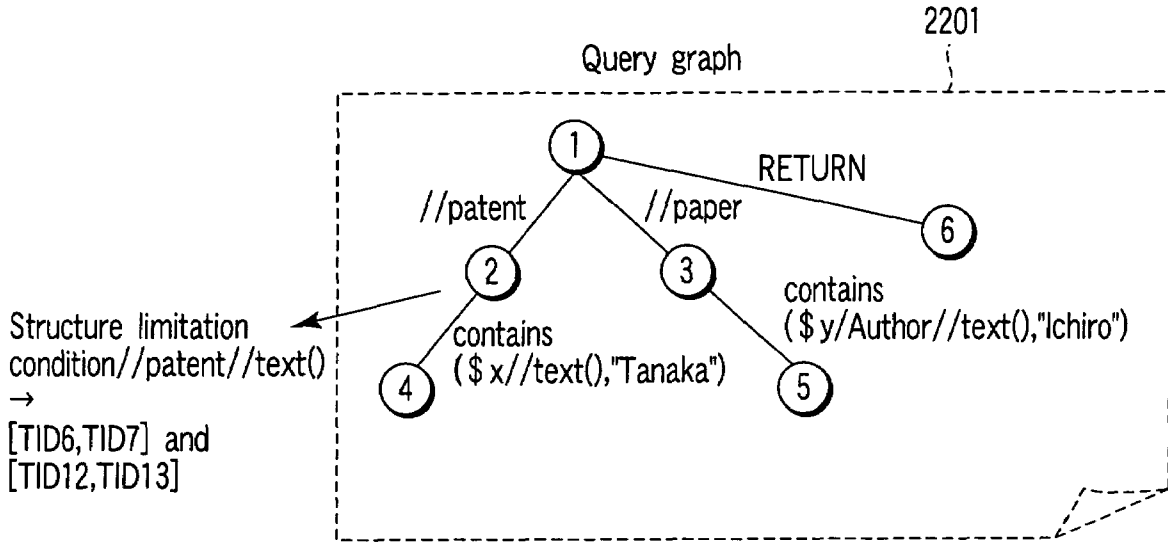 2201
Query graph
1
RETURN
//patent
//paper
6
2
3
contains
($y/Author//text(),"Ichiro")
Structure limitation
condition//patent//text()
→
[TID6,TID7] and
[TID12,TID13]
contains
($x//text(),"Tanaka")
4
5